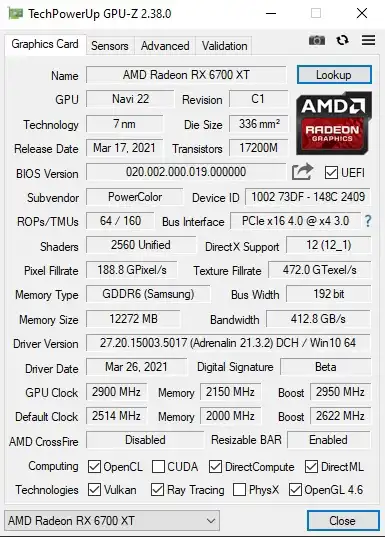 TechPowerUp GPU-Z 2.38.0
Graphics Card Sensors Advanced Validation
Name AMD Radeon RX 6700 XT Lookup
GPU Navi 22 Revision C1
Technology 7 nm Die Size 336 mm²
Release Date Mar 17, 2021 Transistors 17200M
BIOS Version 020.002.000.019.000000 UEFI
Subvendor PowerColor Device ID 1002 73DF - 148C 2409
ROPs/TMUs 64 / 160 Bus Interface PCIe x16 4.0 @ x4 3.0 ?
Shaders 2560 Unified DirectX Support 12 (12_1)
Pixel Fillrate 188.8 GPixel/s Texture Fillrate 472.0 GTexel/s
Memory Type GDDR6 (Samsung) Bus Width 192 bit
Memory Size 12272 MB Bandwidth 412.8 GB/s
Driver Version 27.20.15003.5017 (Adrenalin 21.3.2) DCH / Win10 64
Driver Date Mar 26, 2021 Digital Signature Beta
GPU Clock 2900 MHz Memory 2150 MHz Boost 2950 MHz
Default Clock 2514 MHz Memory 2000 MHz Boost 2622 MHz
AMD CrossFire Disabled Resizable BAR Enabled
Computing OpenCL CUDA DirectCompute DirectML
Technologies Vulkan Ray Tracing PhysX OpenGL 4.6
AMD Radeon RX 6700 XT Close
AMD
RADEON
GRAPHICS